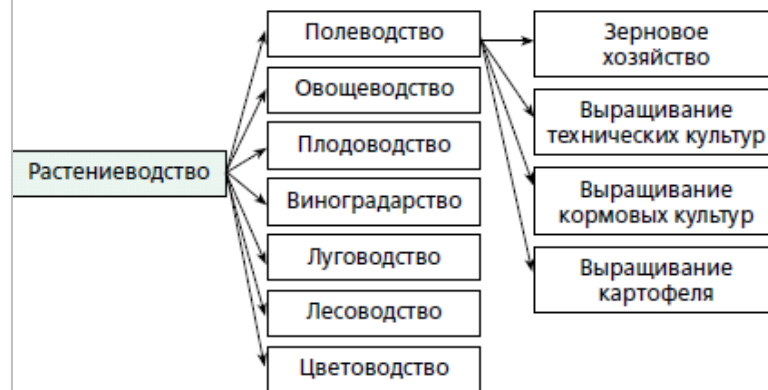 Растениеводство
Полеводство
Овощеводство
Плодоводство
Виноградарство
Луговодство
Лесоводство
Цветоводство
Зерновое
хозяйство
Выращивание
технических культур
Выращивание
кормовых культур
Выращивание
картофеля